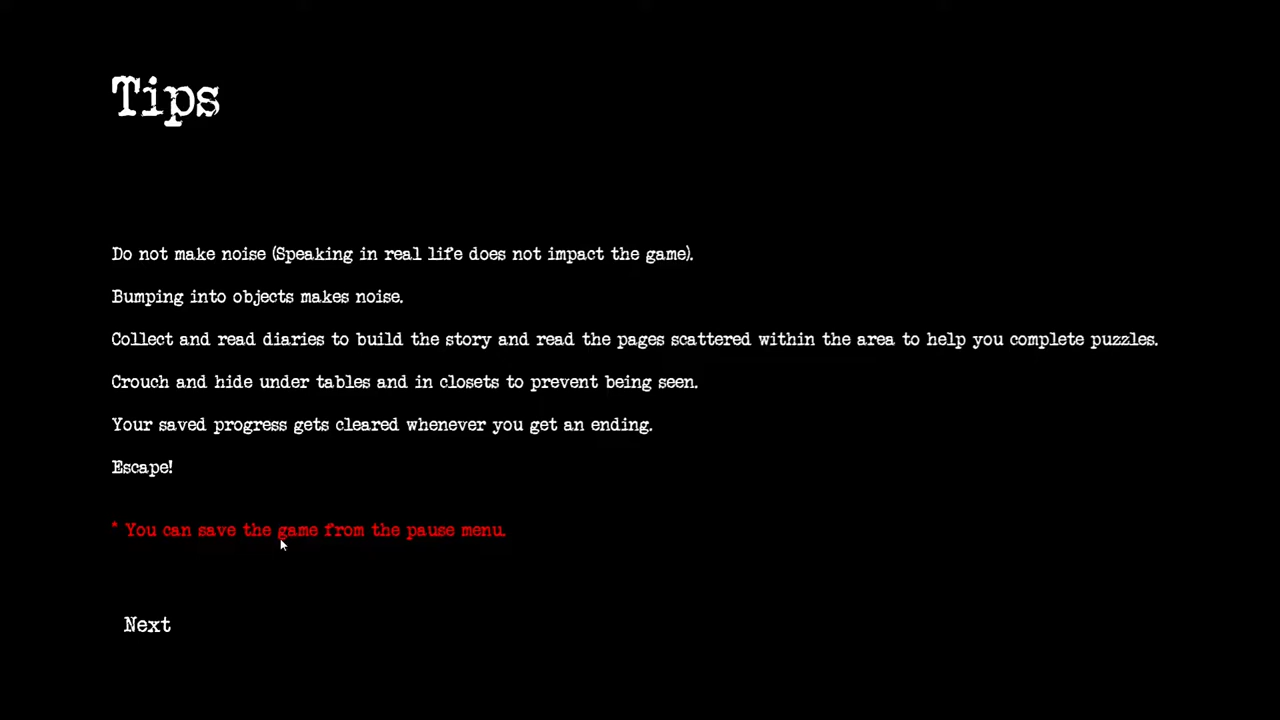 Tips
Do not make noise (Speaking in real life does not impact the game).
Bumping into objects makes noise.
Collect and read diaries to build the story and read the pages scattered within the area to help you complete puzzles.
Crouch and hide under tables and in closets to prevent being seen.
Your saved progress gets cleared whenever you get an ending.
Escape!
* You can save the game from the pause menu.
Next